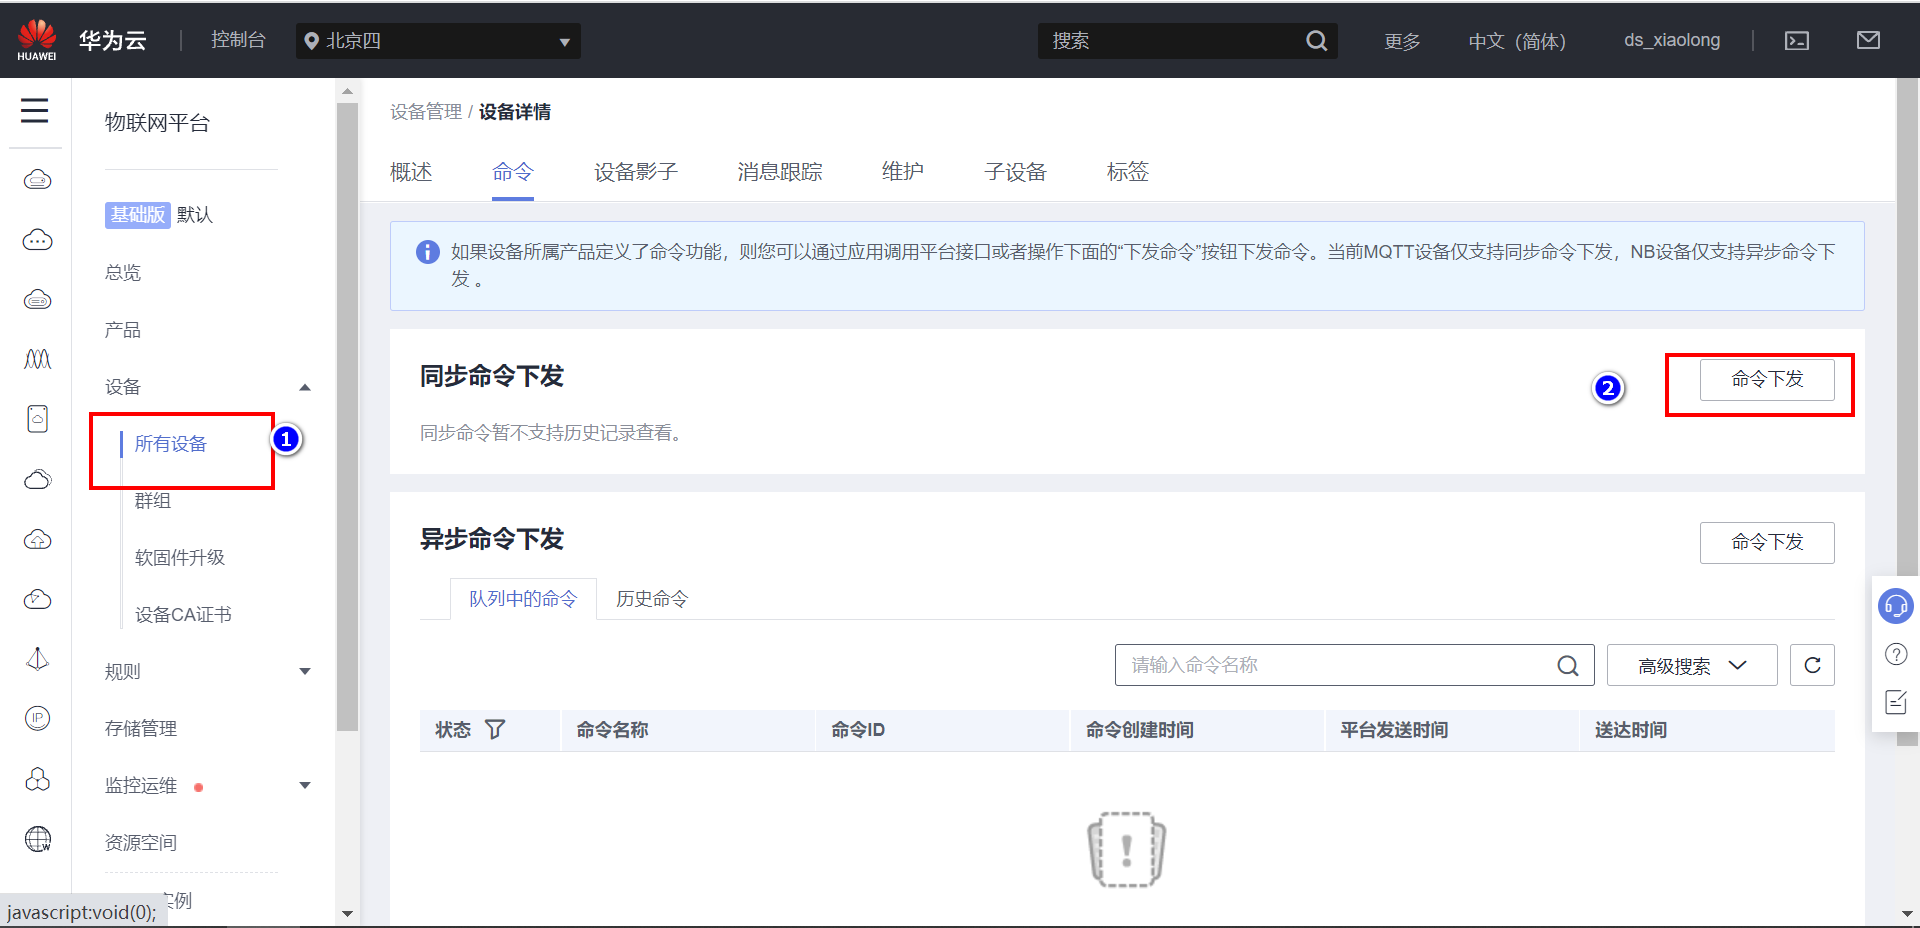 HUAWEI
华为云
控制台
北京四
搜索
更多
中文（简体）
ds_xiaolong
物联网平台
基础版 默认
总览
产品
设备
所有设备
1
群组
软固件升级
设备CA证书
规则
存储管理
监控运维
资源空间
实例
javascript:void(0);
设备管理 / 设备详情
概述
命令
设备影子
消息跟踪
维护
子设备
标签
如果设备所属产品定义了命令功能，则您可以通过应用调用平台接口或者操作下面的“下发命令”按钮下发命令。当前MQTT设备仅支持同步命令下发，NB设备仅支持异步命令下
发 。
同步命令下发
2
命令下发
同步命令暂不支持历史记录查看。
异步命令下发
命令下发
队列中的命令
历史命令
请输入命令名称
高级搜索
状态
命令名称
命令ID
命令创建时间
平台发送时间
送达时间
IP
W